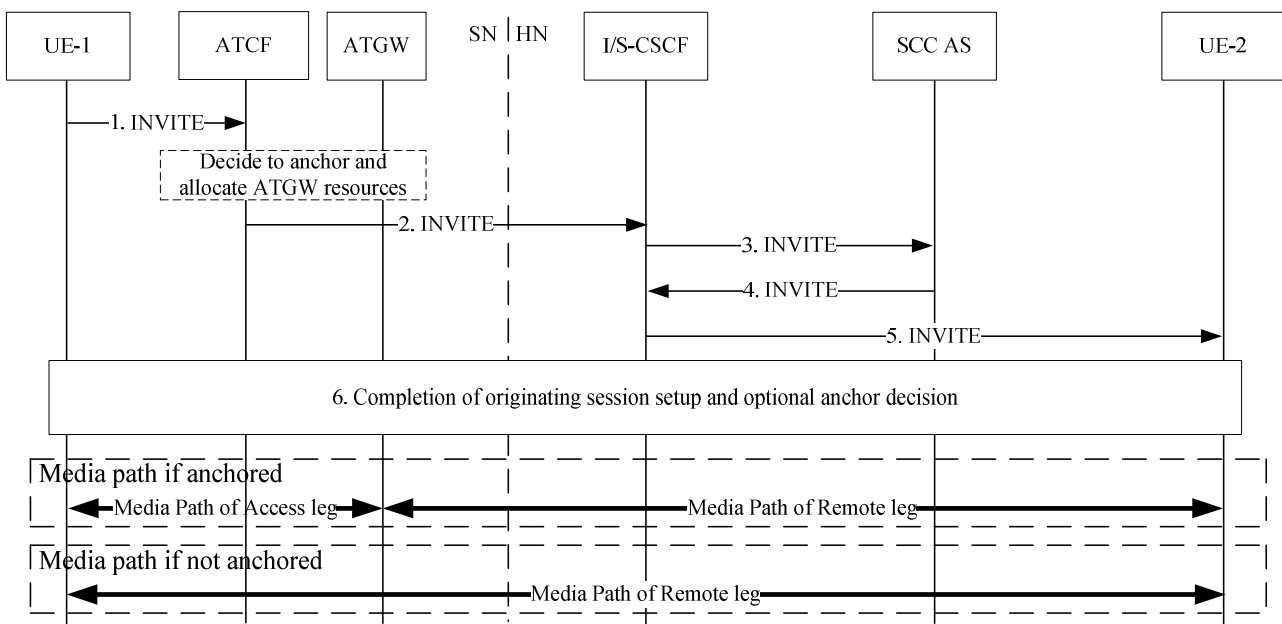 UE-1
ATCF
ATGW
SN
HN
I/S-CSCF
SCC AS
UE-2
1. INVITE
Decide to anchor and
allocate ATGW resources
2. INVITE
3. INVITE
4. INVITE
5. INVITE
6. Completion of originating session setup and optional anchor decision
Media path if anchored
Media Path of Access leg
Media Path of Remote leg
Media path if not anchored
Media Path of Remote leg